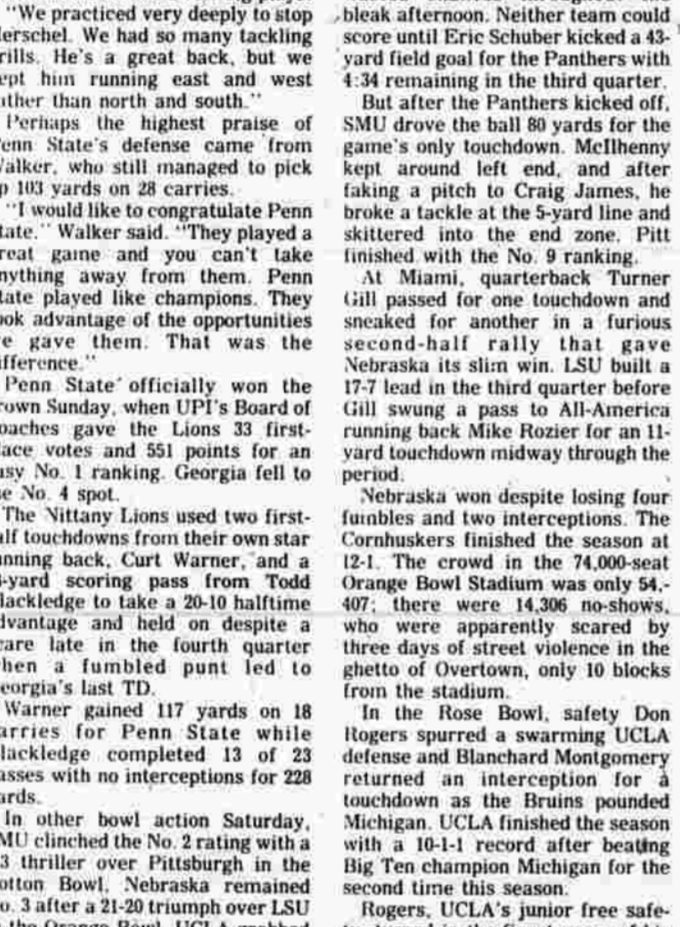 "We practiced very deeply to stop
erschel. We had so many tackling
rills. He's a great back, but we
ept him running east and west
ather than north and south."
Perhaps the highest praise of
enn State's defense came from
alker, who still managed to pick
p 103 yards on 28 carries.
"I would like to congratulate Penn
tate." Walker said. "They played a
reat game and you can't take
nything away from them. Penn
tate played like champions. They
ook advantage of the opportunities
e gave them. That was the
ifference."
Penn State officially won the
rown Sunday, when UPI's Board of
oaches gave the Lions 33 first-
lace votes and 551 points for an
asy No. 1 ranking. Georgia fell to
e No. 4 spot.
The Nittany Lions used two first-
alf touchdowns from their own star
unning back, Curt Warner, and a
-yard scoring pass from Todd
lackledge to take a 20-10 halftime
dvantage and held on despite a
care late in the fourth quarter
hen a fumbled punt led to
eorgia's last TD.
Warner gained 117 yards on 18
arries for Penn State while
lackledge completed 13 of 23
asses with no interceptions for 228
ards.
In other bowl action Saturday,
MU clinched the No. 2 rating with a
3 thriller over Pittsburgh in the
otton Bowl, Nebraska remained
o. 3 after a 21-20 triumph over LSU
the Orange Bowl, UCLA grabbed
bleak afternoon. Neither team could
score until Eric Schuber kicked a 43-
yard field goal for the Panthers with
4:34 remaining in the third quarter.
But after the Panthers kicked off,
SMU drove the ball 80 yards for the
game's only touchdown. McIlhenny
kept around left end, and after
faking a pitch to Craig James, he
broke a tackle at the 5-yard line and
skittered into the end zone. Pitt
finished with the No. 9 ranking.
At Miami, quarterback Turner
Gill passed for one touchdown and
sneaked for another in a furious
second-half rally that gave
Nebraska its slim win. LSU built a
17-7 lead in the third quarter before
Gill swung a pass to All-America
running back Mike Rozier for an 11-
yard touchdown midway through the
period.
Nebraska won despite losing four
fumbles and two interceptions. The
Cornhuskers finished the season at
12-1. The crowd in the 74,000-seat
Orange Bowl Stadium was only 54,-
407; there were 14,306 no-shows,
who were apparently scared by
three days of street violence in the
ghetto of Overtown, only 10 blocks
from the stadium.
In the Rose Bowl, safety Don
Rogers spurred a swarming UCLA
defense and Blanchard Montgomery
returned an interception for a
touchdown as the Bruins pounded
Michigan. UCLA finished the season
with a 10-1-1 record after beating
Big Ten champion Michigan for the
second time this season.
Rogers, UCLA's junior free safe-